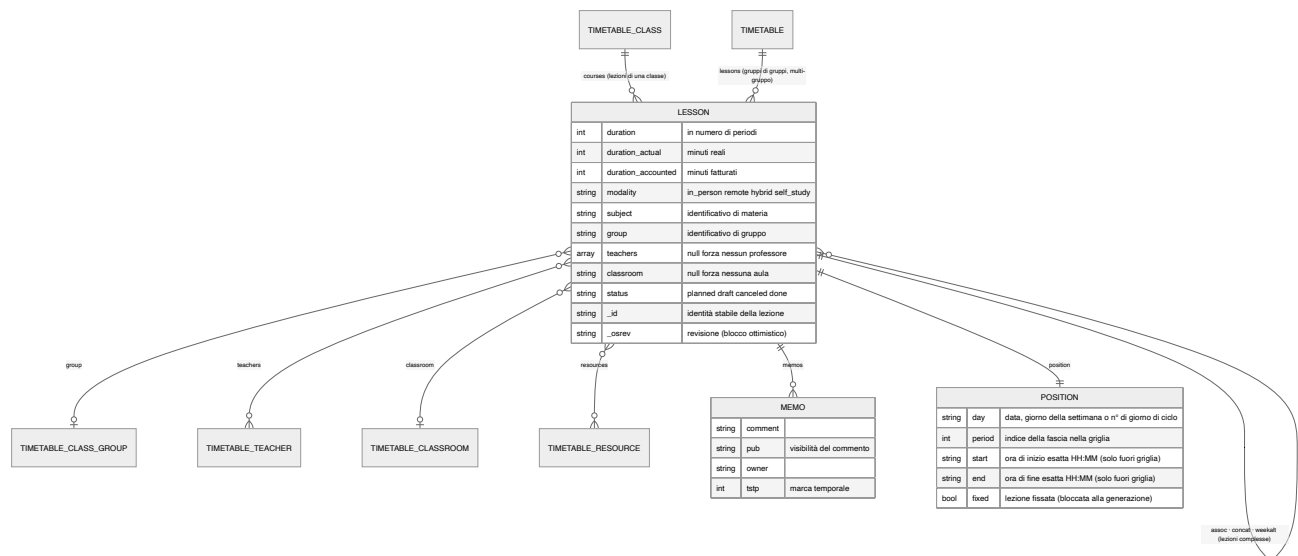 TIMETABLE_CLASS
TIMETABLE
courses (lezioni di una classe)
lessons (gruppi di gruppi, multi-
gruppo)
LESSON
int duration in numero di periodi
int duration_actual minuti reali
int duration_accounted minuti fatturati
string modality in_person remote hybrid self_study
string subject identificativo di materia
string group identificativo di gruppo
array teachers null forza nessun professore
string classroom null forza nessuna aula
string status planned draft canceled done
string _id identità stabile della lezione
string _osrev revisione (blocco ottimistico)
group
teachers
classroom
resources
memos
position
TIMETABLE_CLASS_GROUP
TIMETABLE_TEACHER
TIMETABLE_CLASSROOM
TIMETABLE_RESOURCE
MEMO
string comment
string pub visibilità del commento
string owner
int tstp marca temporale
POSITION
string day data, giorno della settimana o n° di giorno di ciclo
int period indice della fascia nella griglia
string start ora di inizio esatta HH:MM (solo fuori griglia)
string end ora di fine esatta HH:MM (solo fuori griglia)
bool fixed lezione fissata (bloccata alla generazione)
assoc · concat · weekalt
(lezioni complesse)